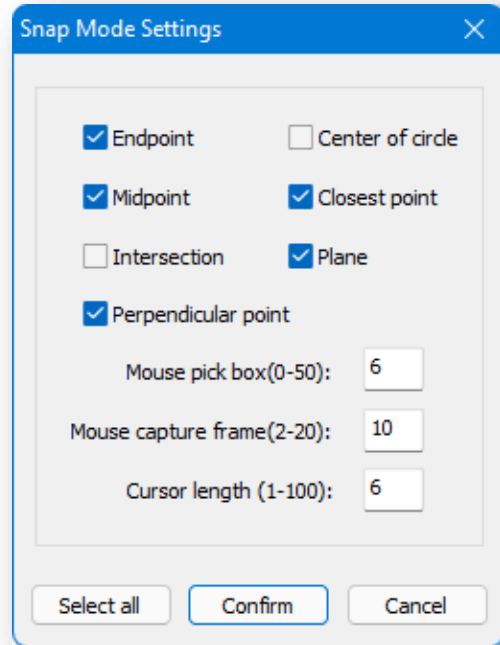 Snap Mode Settings
Endpoint
Center of circle
Midpoint
Closest point
Intersection
Plane
Perpendicular point
Mouse pick box(0-50): 6
Mouse capture frame(2-20): 10
Cursor length (1-100): 6
Select all
Confirm
Cancel